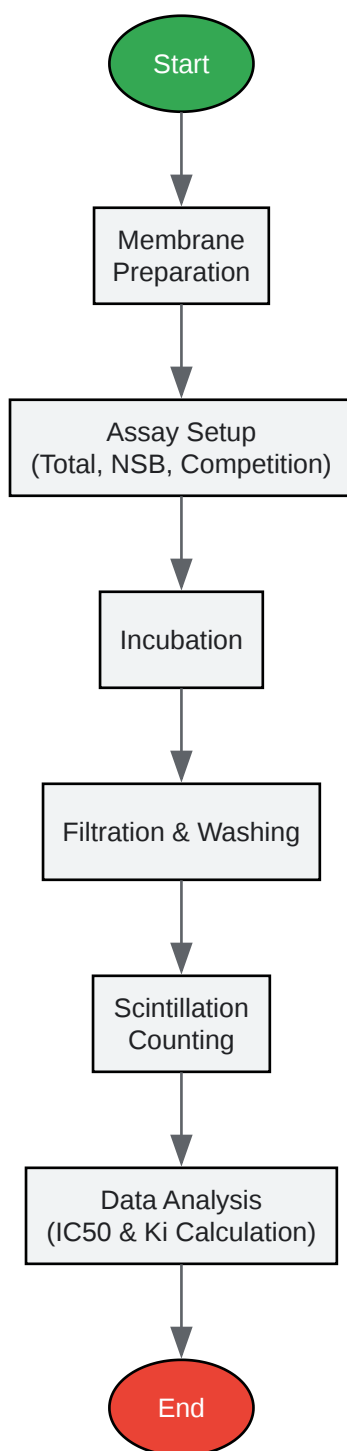 Start
Membrane
Preparation
Assay Setup
(Total, NSB, Competition)
Incubation
Filtration & Washing
Scintillation
Counting
Data Analysis
(IC50 & Ki Calculation)
End